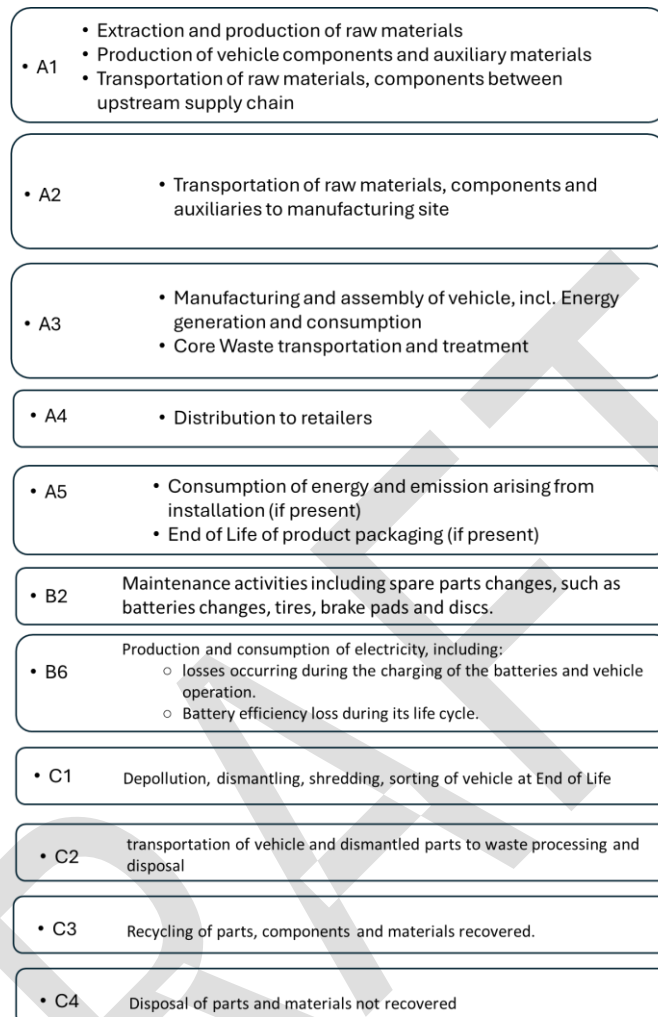 • A1
• Extraction and production of raw materials
• Production of vehicle components and auxiliary materials
• Transportation of raw materials, components between
upstream supply chain
• A2
• Transportation of raw materials, components and
auxiliaries to manufacturing site
• A3
• Manufacturing and assembly of vehicle, incl. Energy
generation and consumption
• Core Waste transportation and treatment
• A4
• Distribution to retailers
• A5
• Consumption of energy and emission arising from
installation (if present)
• End of Life of product packaging (if present)
• B2
Maintenance activities including spare parts changes, such as
batteries changes, tires, brake pads and discs.
• B6
Production and consumption of electricity, including:
○ losses occurring during the charging of the batteries and vehicle
operation.
○ Battery efficiency loss during its life cycle.
• C1
Depollution, dismantling, shredding, sorting of vehicle at End of Life
• C2
transportation of vehicle and dismantled parts to waste processing and
disposal
• C3
Recycling of parts, components and materials recovered.
• C4
Disposal of parts and materials not recovered
DRAFT